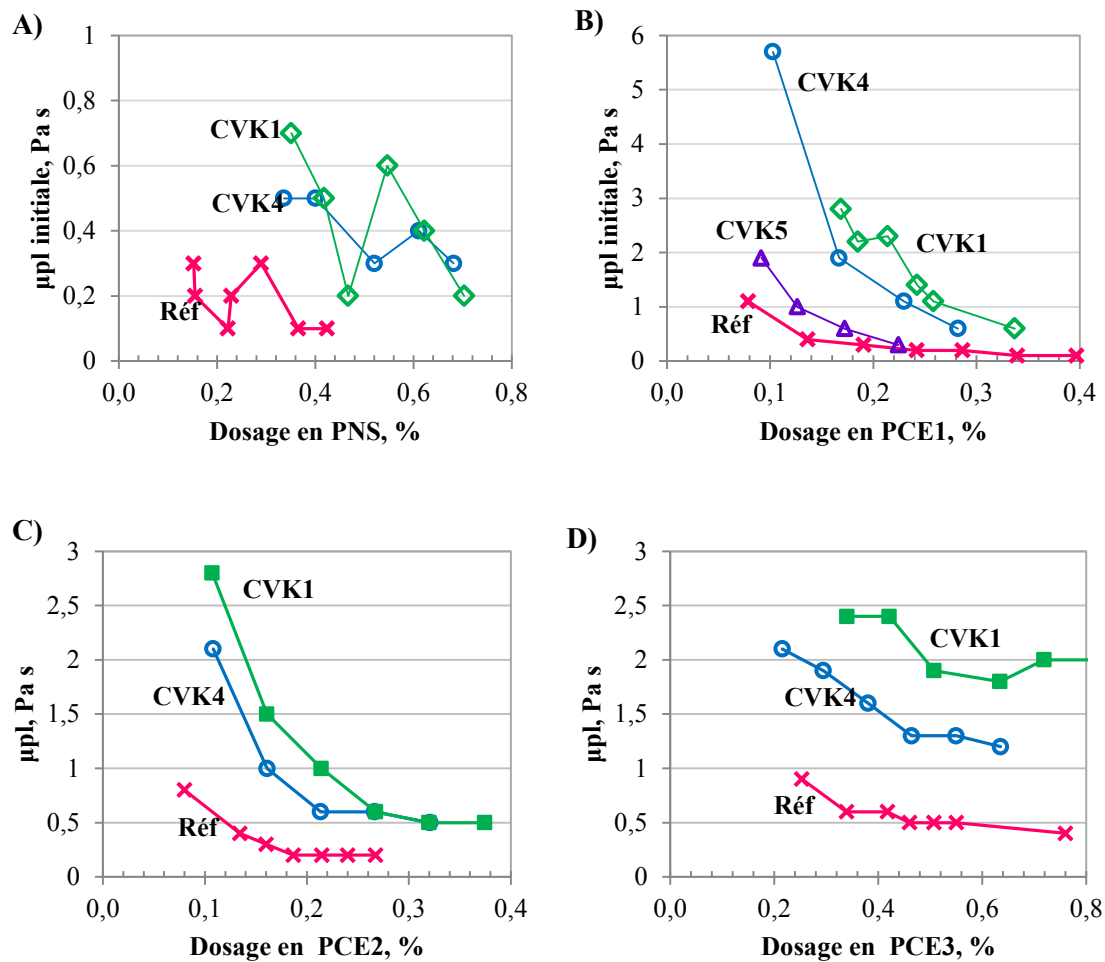 A)
µpl initiale, Pa s
1
0,8
0,6
0,4
0,2
0
CVK1
CVK4
Réf
0,0 0,2 0,4 0,6 0,8
Dosage en PNS, %
B)
µpl initiale, Pa s
6
5
4
3
2
1
0
CVK4
CVK5
CVK1
Réf
0,0 0,1 0,2 0,3 0,4
Dosage en PCE1, %
C)
µpl, Pa s
3
2,5
2
1,5
1
0,5
0
CVK1
CVK4
Réf
0,0 0,1 0,2 0,3 0,4
Dosage en PCE2, %
D)
µpl, Pa s
3
2,5
2
1,5
1
0,5
0
CVK1
CVK4
Réf
0,0 0,2 0,4 0,6 0,8
Dosage en PCE3, %